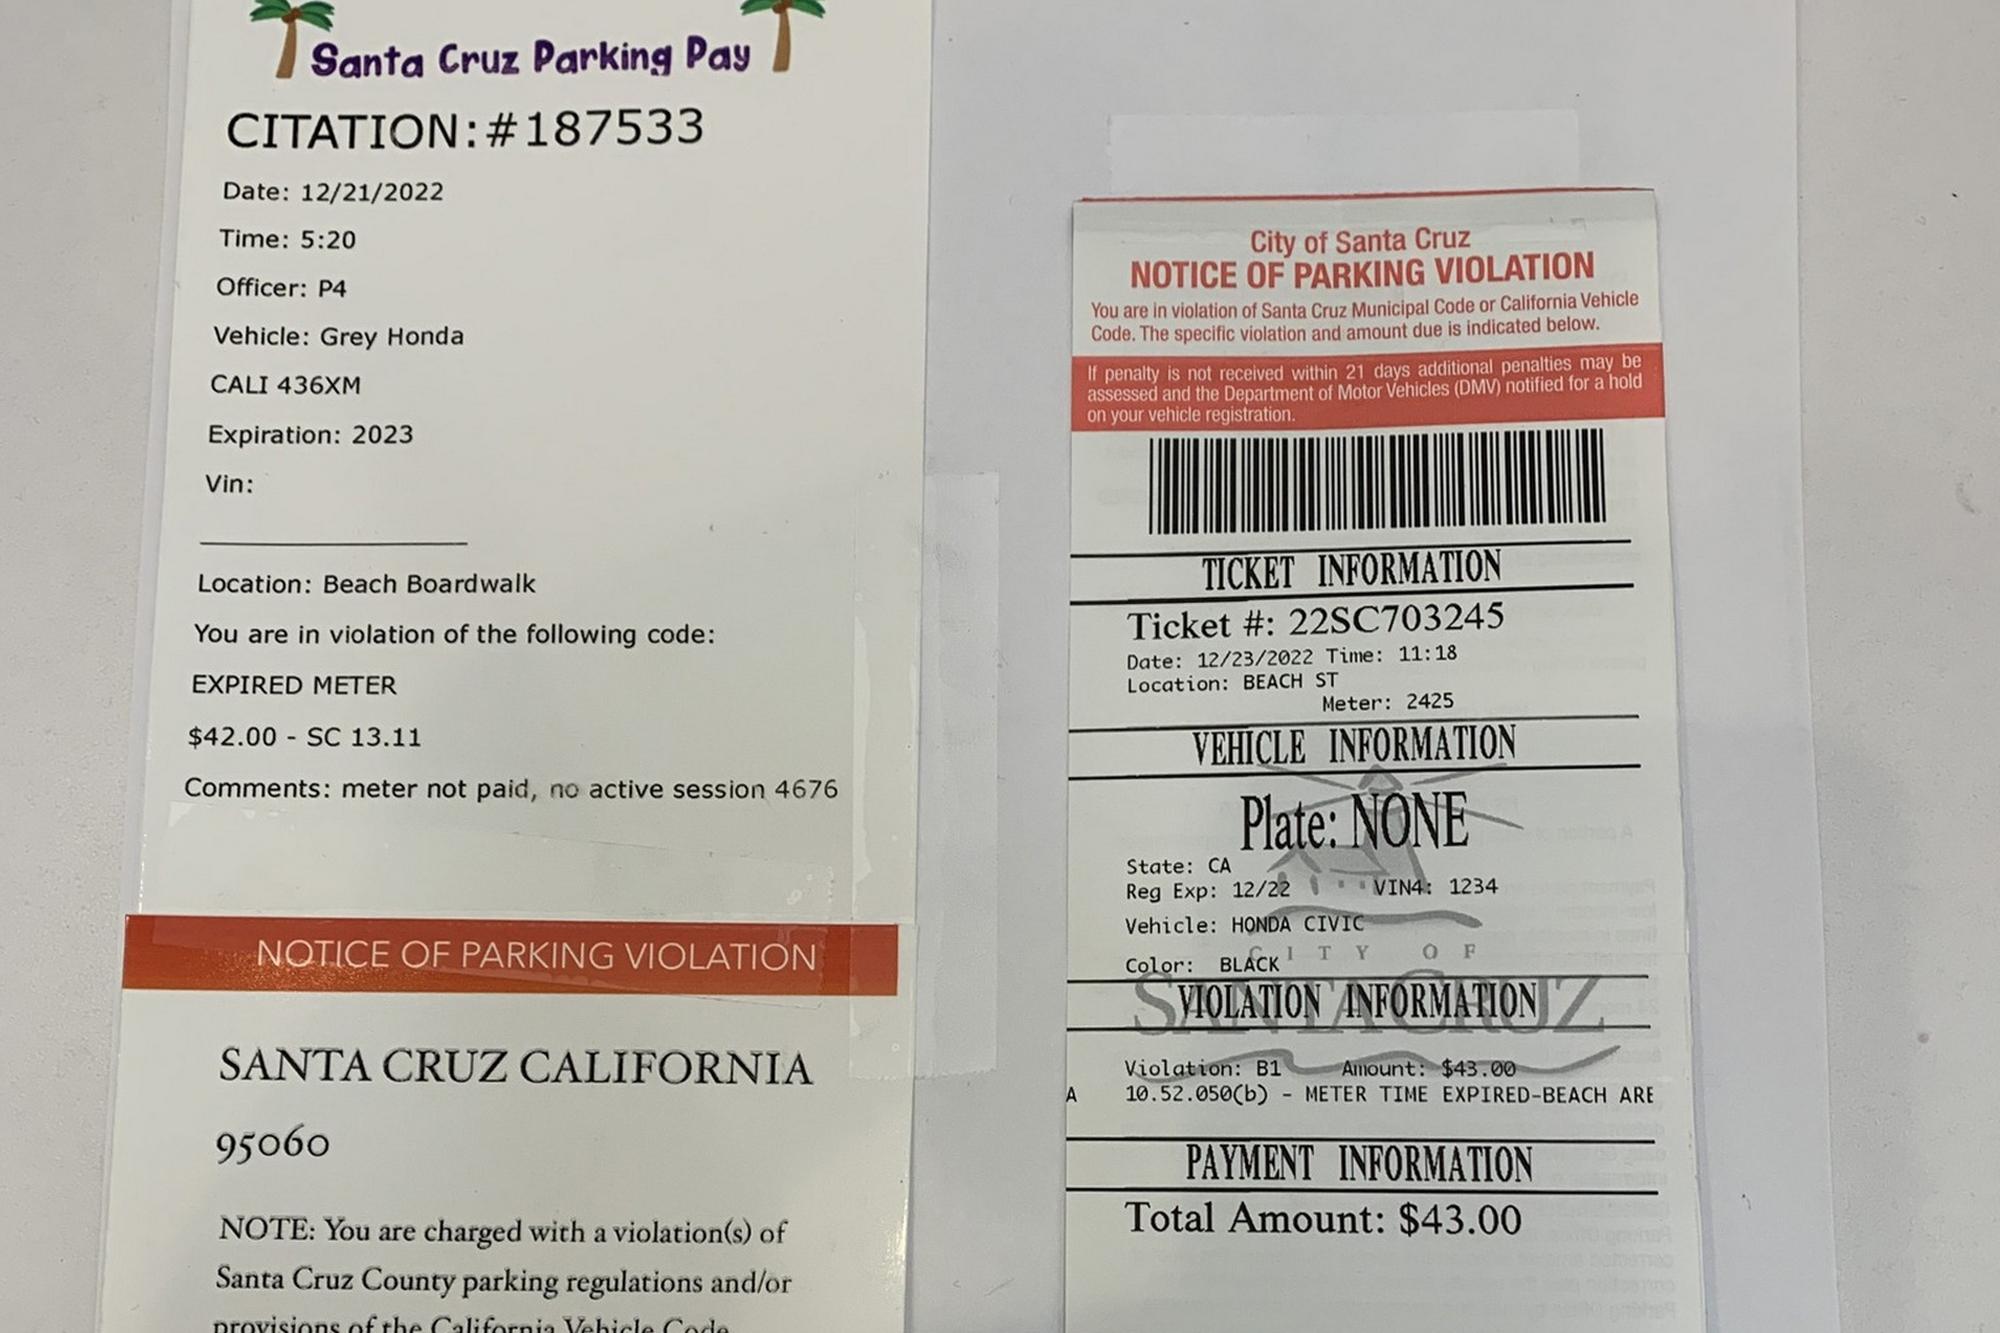 Santa Cruz Parking Pay
CITATION:#187533
Date: 12/21/2022
Time: 5:20
Officer: P4
Vehicle: Grey Honda
CALI 436XM
Expiration: 2023
Vin:
Location: Beach Boardwalk
You are in violation of the following code:
EXPIRED METER
$42.00 - SC 13.11
Comments: meter not paid, no active session 4676
NOTICE OF PARKING VIOLATION
SANTA CRUZ CALIFORNIA
95060
NOTE: You are charged with a violation(s) of
Santa Cruz County parking regulations and/or
provisions of the California Vehicle Code
City of Santa Cruz
NOTICE OF PARKING VIOLATION
You are in violation of Santa Cruz Municipal Code or California Vehicle
Code. The specific violation and amount due is indicated below.
If penalty is not received within 21 days additional penalties may be
assessed and the Department of Motor Vehicles (DMV) notified for a hold
on your vehicle registration.
TICKET INFORMATION
Ticket #: 22SC703245
Date: 12/23/2022 Time: 11:18
Location: BEACH ST
Meter: 2425
VEHICLE INFORMATION
Plate: NONE
State: CA
Reg Exp: 12/22 VIN4: 1234
Vehicle: HONDA CIVIC
CITY OF
Color: BLACK
SANTA CRUZ
VIOLATION INFORMATION
Violation: B1 Amount: $43.00
10.52.050(b) - METER TIME EXPIRED-BEACH ARE
A
PAYMENT INFORMATION
Total Amount: $43.00